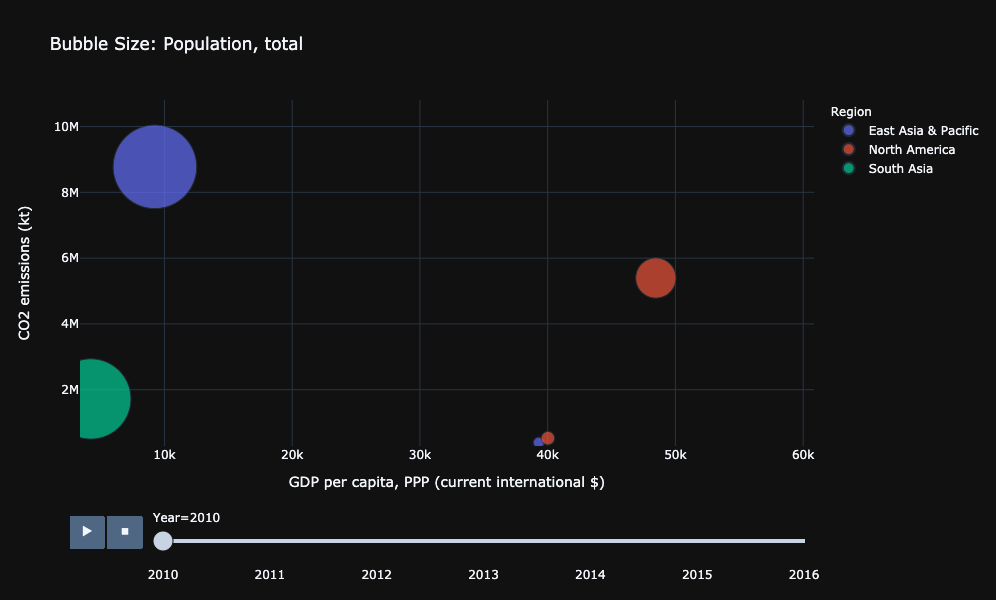 Bubble Size: Population, total
Region
East Asia & Pacific
North America
South Asia
10M
8M
6M
4M
2M
CO2 emissions (kt)
10k 20k 30k 40k 50k 60k
GDP per capita, PPP (current international $)
Year=2010
2010 2011 2012 2013 2014 2015 2016